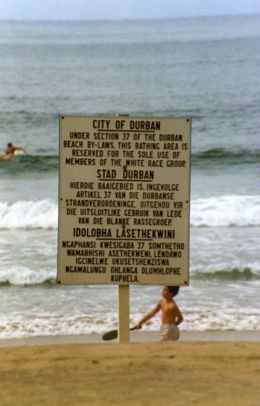 CITY OF DURBAN
UNDER SECTION 37 OF THE DURBAN
BEACH BY-LAWS, THIS BATHING AREA IS
RESERVED FOR THE SOLE USE OF
MEMBERS OF THE WHITE RACE GROUP.
STAD DURBAN
HIERDIE BAAIGEBIED IS, INGEVOLGE
ARTIKEL 37 VAN DIE DURBANSE
STRANDVERORDENINGE, UITGEHOU VIR
DIE UITSLUITLIKE GEBRUIK VAN LEDE
VAN DIE BLANKE RASSEGROEP.
IDOLOBHA LASETHEKWINI
NGAPHANSI KWESIGABA 37 SOMTHETHO
WAMABHISHI ASETHEKWINI, LENDAWO
IGCINELWE UKUSETSHENZISWA
NGAMALUNGU OHLANGA OLUMHLOPHE
KUPHELA.